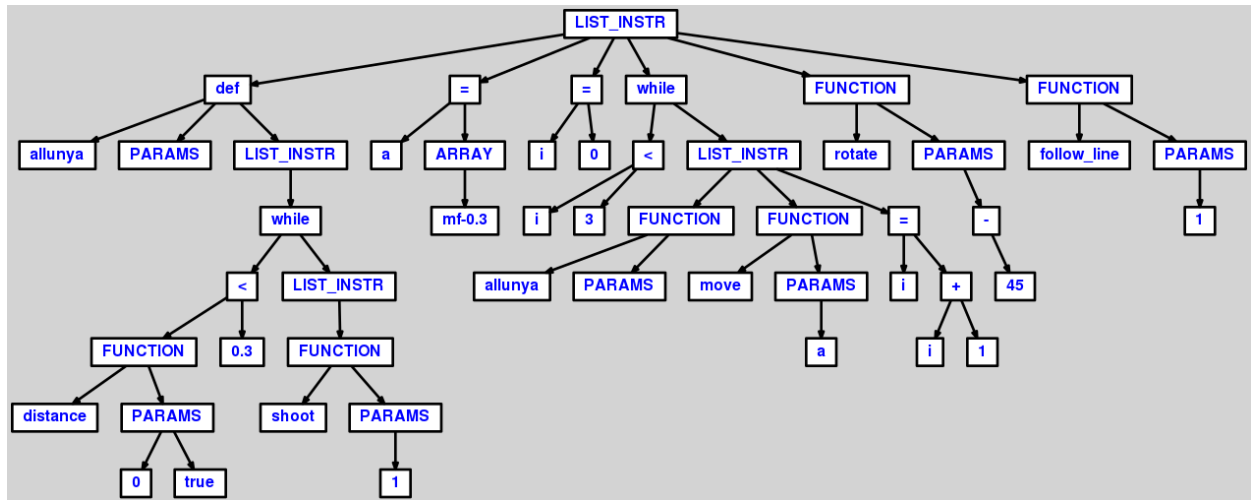 LIST_INSTR
def = = while FUNCTION FUNCTION
allunya PARAMS LIST_INSTR a ARRAY i 0 < LIST_INSTR rotate PARAMS follow_line PARAMS
while mf-0.3 i 3 FUNCTION FUNCTION = - 1
< LIST_INSTR allunya PARAMS move PARAMS i + 45
FUNCTION 0.3 FUNCTION a i 1
distance PARAMS shoot PARAMS
0 true 1